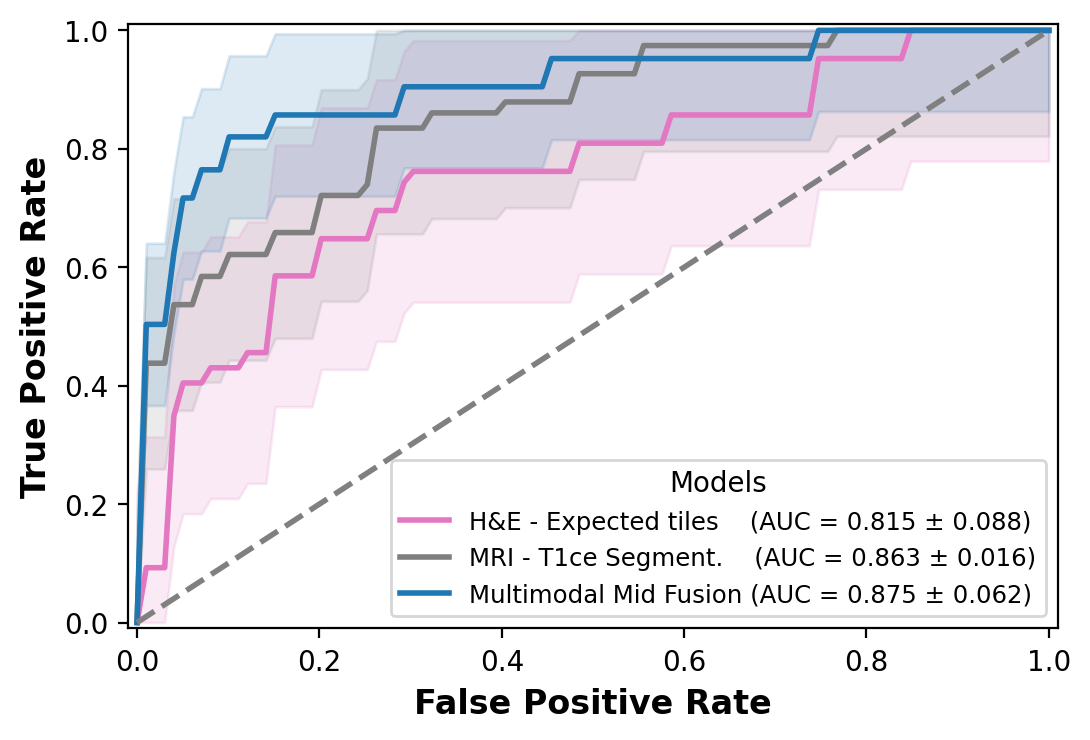 1.0
0.8
0.6
0.4
0.2
0.0
True Positive Rate
Models
H&E - Expected tiles (AUC = 0.815 ± 0.088)
MRI - T1ce Segment. (AUC = 0.863 ± 0.016)
Multimodal Mid Fusion (AUC = 0.875 ± 0.062)
0.0 0.2 0.4 0.6 0.8 1.0
False Positive Rate